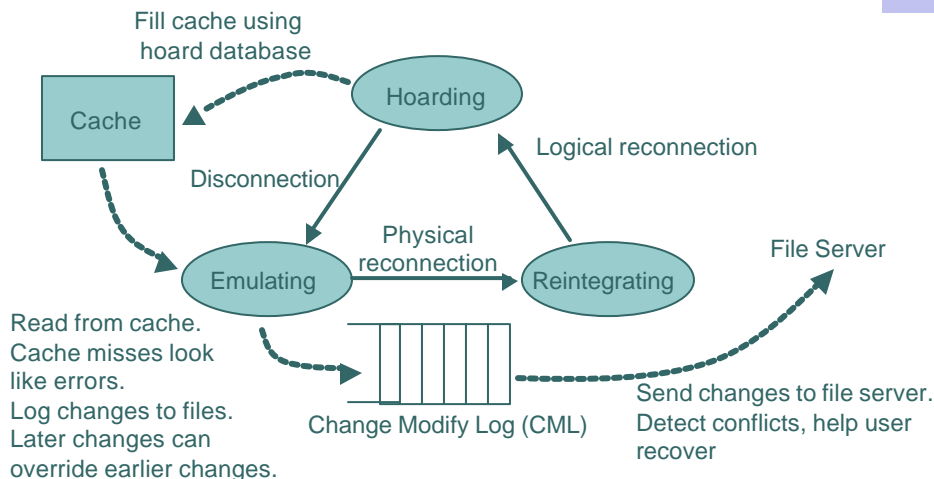 Fill cache using
hoard database
Hoarding
Cache
Logical reconnection
Disconnection
Physical
reconnection
File Server
Emulating
Reintegrating
Read from cache.
Cache misses look
like errors.
Log changes to files.
Later changes can
override earlier changes.
Change Modify Log (CML)
Send changes to file server.
Detect conflicts, help user
recover